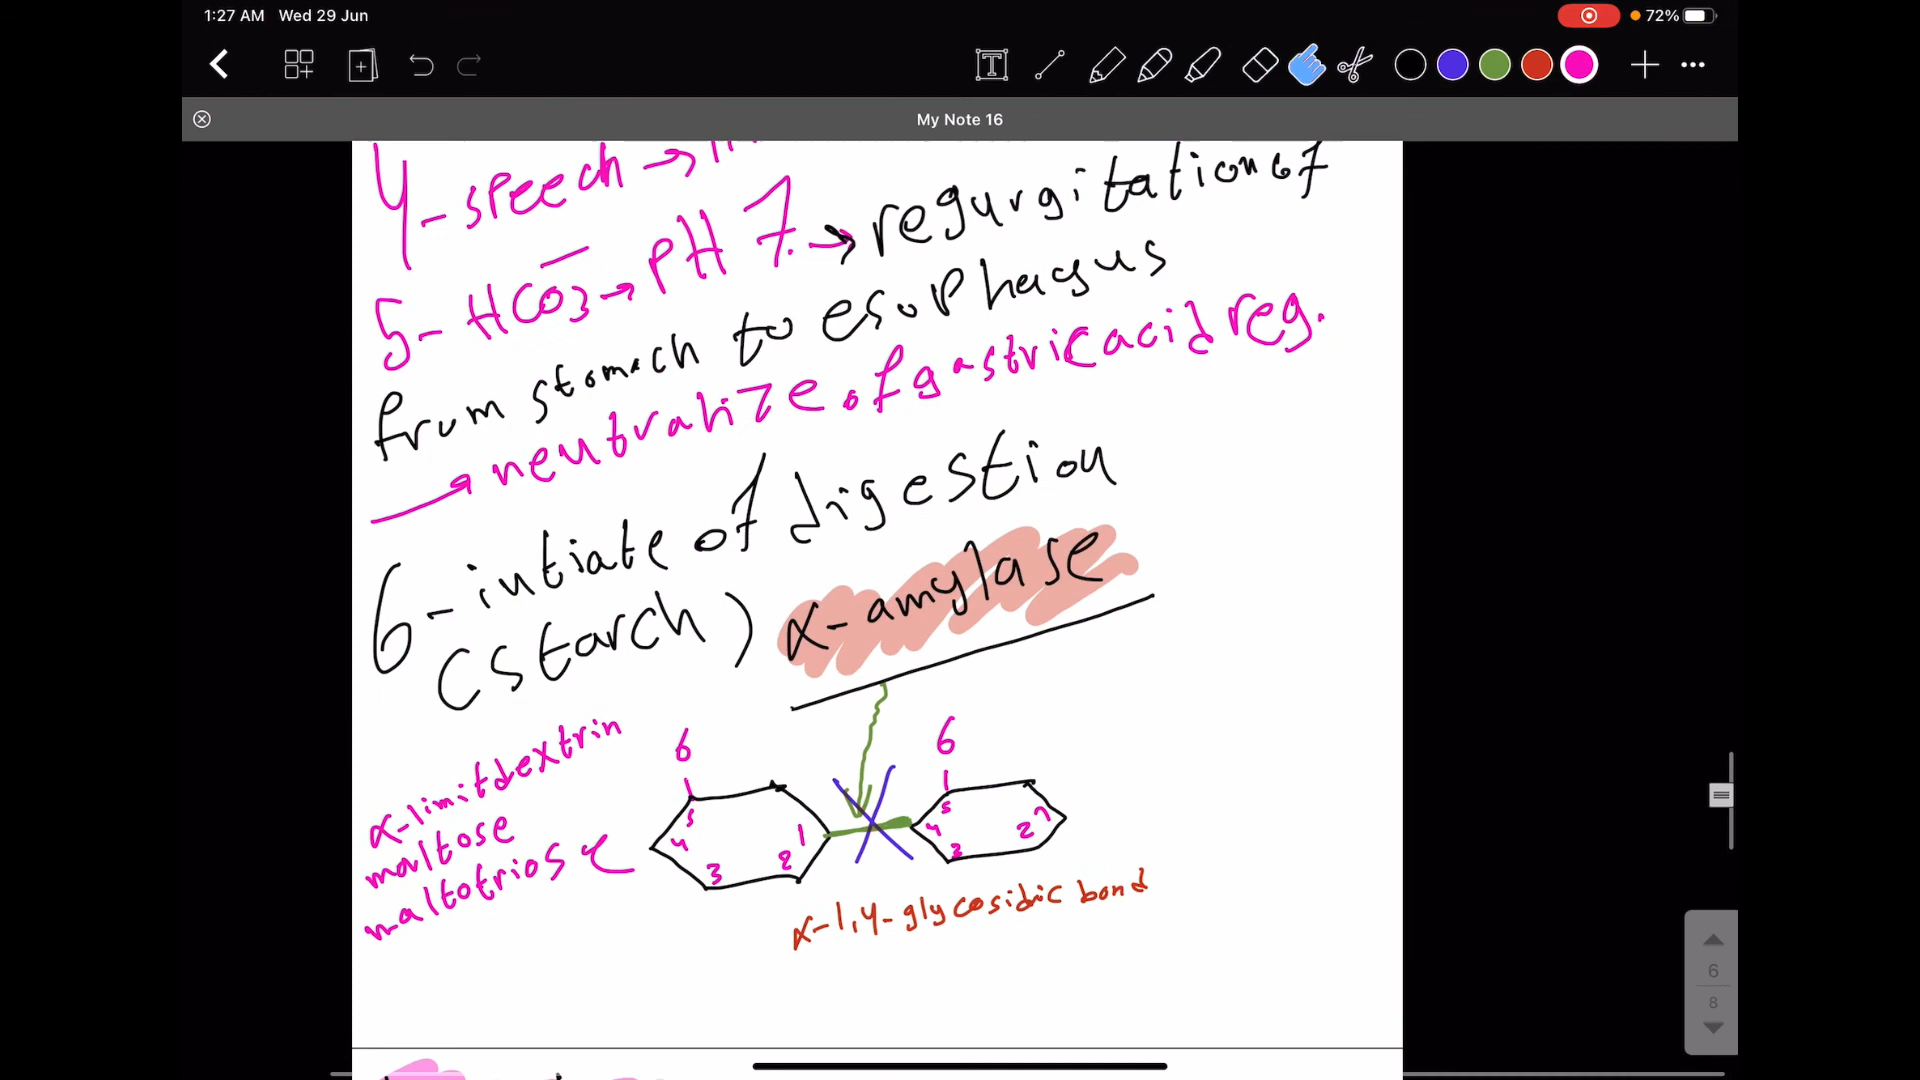 1:27 AM Wed 29 Jun
72%
T
My Note 16
4- speech →
5- HCO3⁻ → pH 7. → regurgitation of
from stomach to esophagus
→ neutralize of gastric acid reg.
6- intiate of digestion
(starch) α-amylase
α-limit dextrin
maltose
maltotriose
6
5
4
3
2
1
6
5
4
3
2
1
α-1,4-glycosidic bond
6
8